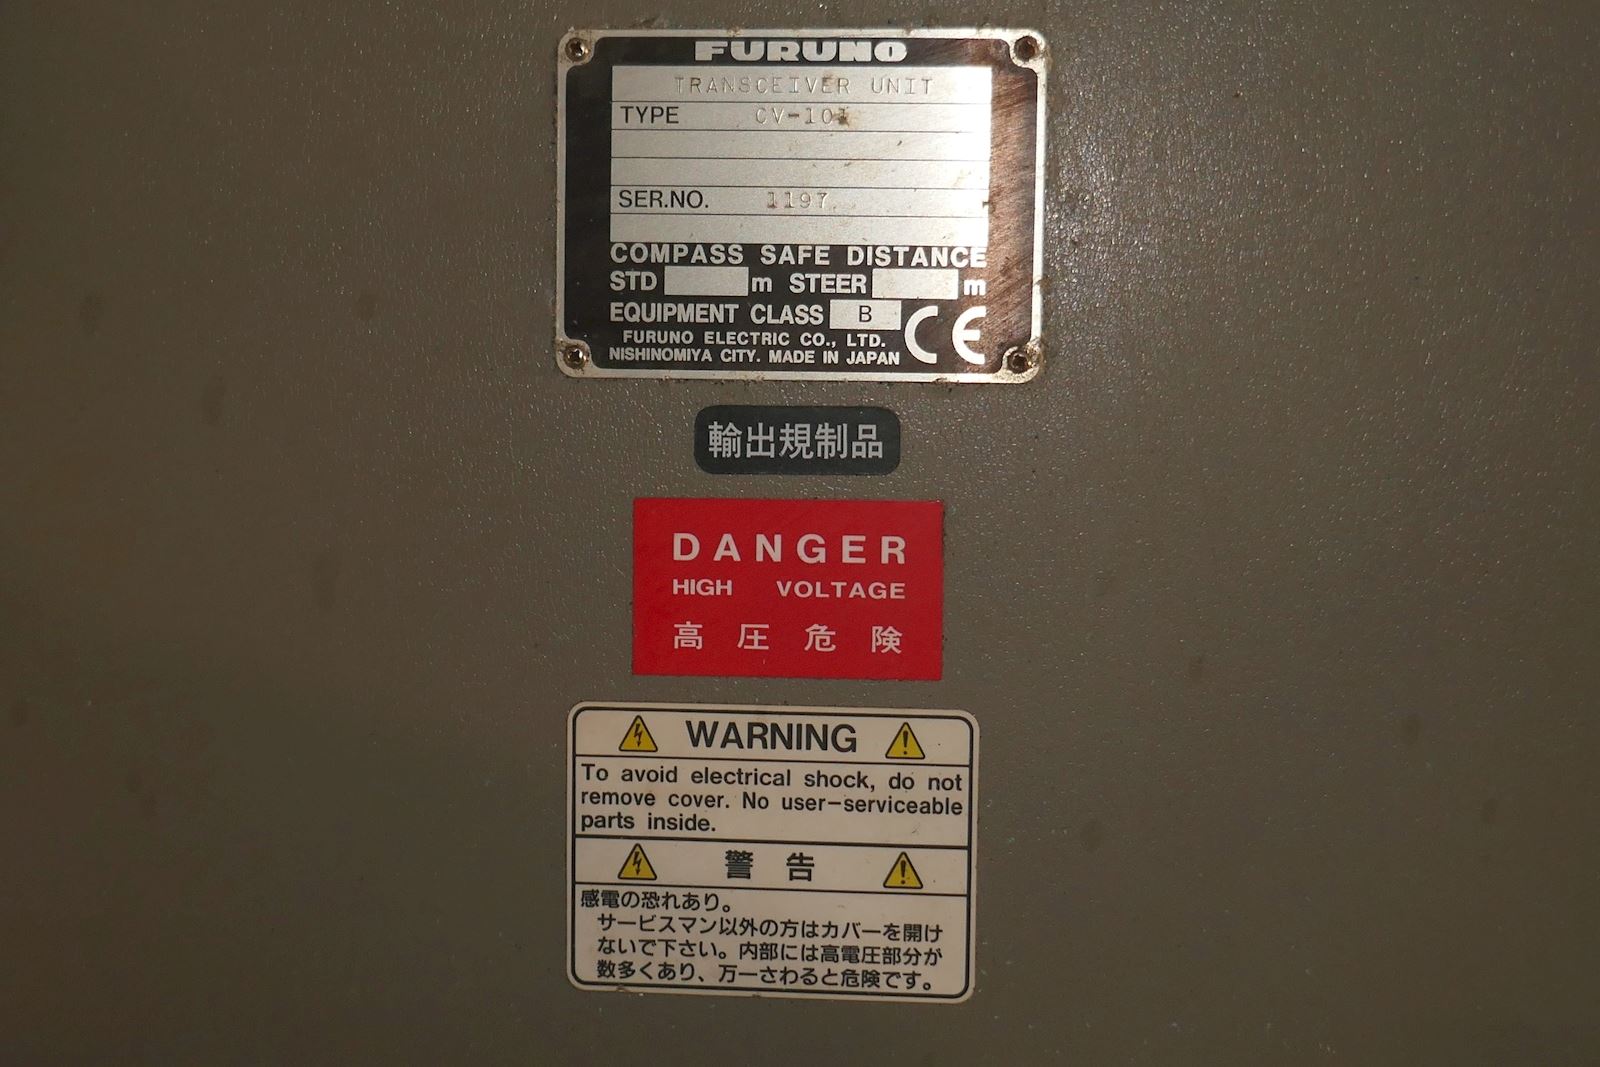 FURUNO
TRANSCEIVER UNIT
TYPE CV-101
SER.NO. 1197
COMPASS SAFE DISTANCE
STD m STEER m
EQUIPMENT CLASS B CE
FURUNO ELECTRIC CO., LTD.
NISHINOMIYA CITY. MADE IN JAPAN
輸出規制品
DANGER
HIGH VOLTAGE
高圧危険
WARNING
To avoid electrical shock, do not
remove cover. No user-serviceable
parts inside.
警告
感電の恐れあり。
サービスマン以外の方はカバーを開け
ないで下さい。内部には高電圧部分が
数多くあり、万一さわると危険です。